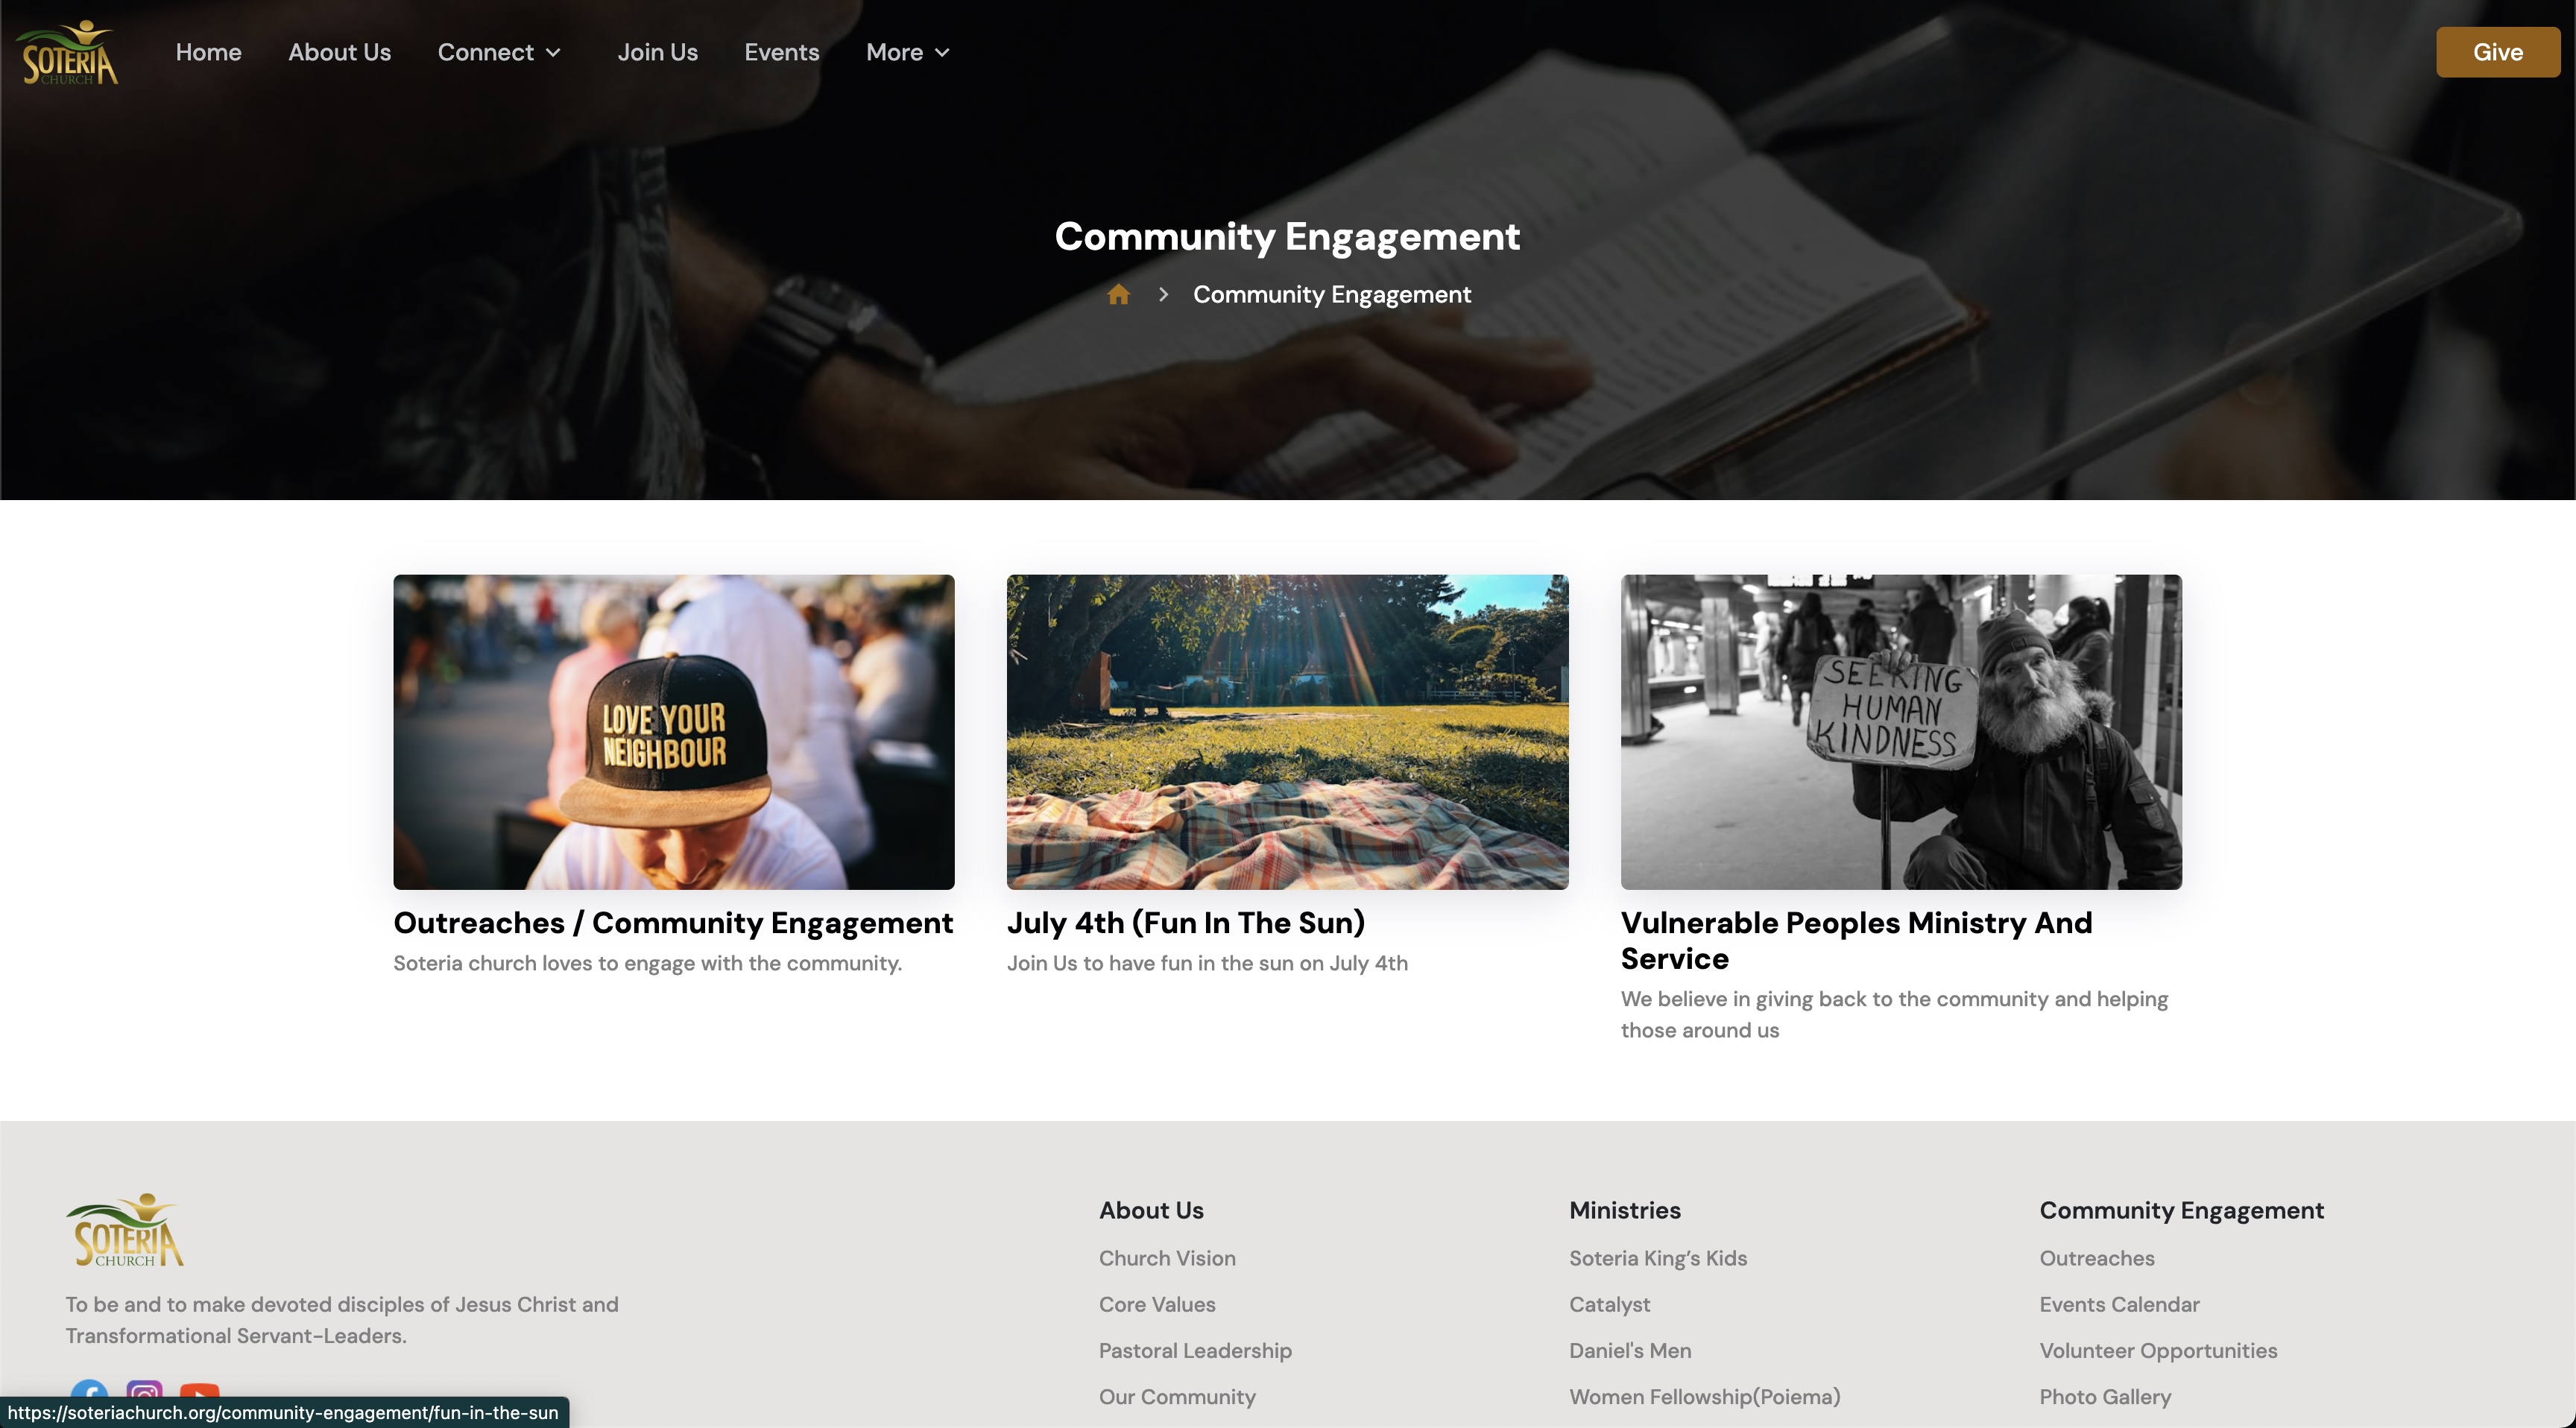 SOTERIA
CHURCH
Home About Us Connect Join Us Events More Give
Community Engagement
Community Engagement
LOVE YOUR
NEIGHBOUR
SEEKING
HUMAN
KINDNESS
Outreaches / Community Engagement
Soteria church loves to engage with the community.
July 4th (Fun In The Sun)
Join Us to have fun in the sun on July 4th
Vulnerable Peoples Ministry And
Service
We believe in giving back to the community and helping
those around us
SOTERIA
CHURCH
To be and to make devoted disciples of Jesus Christ and
Transformational Servant-Leaders.
About Us
Church Vision
Core Values
Pastoral Leadership
Our Community
Ministries
Soteria King’s Kids
Catalyst
Daniel's Men
Women Fellowship(Poiema)
Community Engagement
Outreaches
Events Calendar
Volunteer Opportunities
Photo Gallery
https://soteriachurch.org/community-engagement/fun-in-the-sun